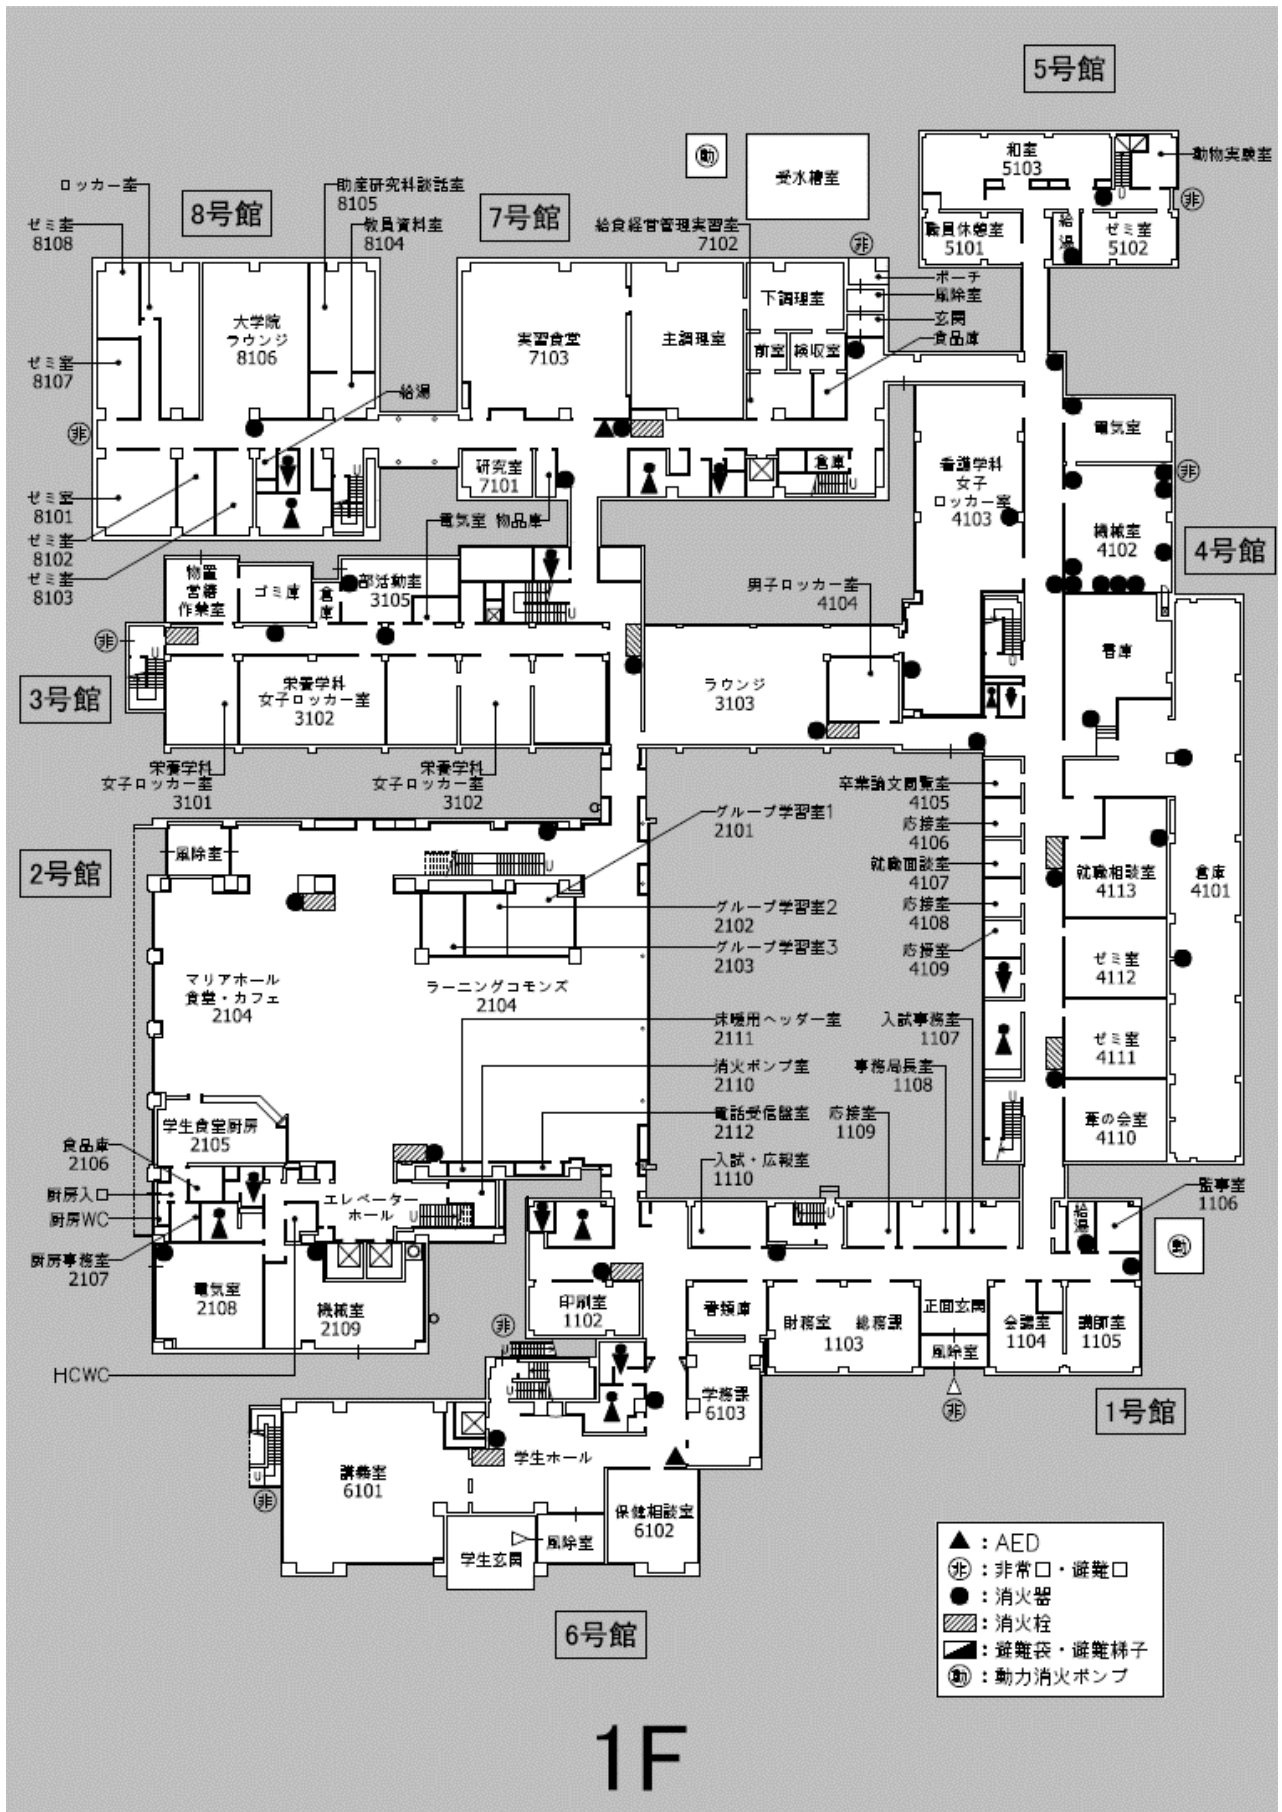 5号館
和室
5103
動物実験室
非
職員休憩室
5101
給
湯
ゼミ室
5102
動
受水槽室
ロッカー室
助産研究科談話室
8105
8号館
7号館
ゼミ室
8108
教員資料室
8104
給食経営管理実習室
7102
非
ポーチ
風除室
玄関
食品庫
大学院
ラウンジ
8106
実習食堂
7103
主調理室
下調理室
前室
検収室
ゼミ室
8107
給湯
非
ゼミ室
8101
ゼミ室
8102
ゼミ室
8103
研究室
7101
倉庫
電気室
物品庫
看護学科
女子
ロッカー室
4103
電気室
非
機械室
4102
4号館
物置
営繕
作業室
ゴミ庫
倉
庫
部活動室
3105
男子ロッカー室
4104
書庫
非
3号館
栄養学科
女子ロッカー室
3102
ラウンジ
3103
栄養学科
女子ロッカー室
3101
栄養学科
女子ロッカー室
3102
卒業論文閲覧室
4105
応接室
4106
就職面談室
4107
応接室
4108
応接室
4109
就職相談室
4113
倉庫
4101
ゼミ室
4112
ゼミ室
4111
葦の会室
4110
2号館
風除室
グループ学習室1
2101
グループ学習室2
2102
グループ学習室3
2103
マリアホール
食堂・カフェ
2104
ラーニングコモンズ
2104
床暖用ヘッダー室
2111
入試事務室
1107
消火ポンプ室
2110
事務局長室
1108
電話受信盤室
2112
応接室
1109
入試・広報室
1110
学生食堂厨房
2105
食品庫
2106
厨房入口
厨房WC
厨房事務室
2107
エレベーター
ホール
電気室
2108
機械室
2109
HCWC
監事室
1106
給
湯
動
印刷室
1102
書類庫
財務室 総務課
1103
正面玄関
風除室
会議室
1104
講師室
1105
非
1号館
非
学務課
6103
学生ホール
講義室
6101
非
保健相談室
6102
学生玄関
風除室
6号館
▲：AED
非：非常口・避難口
●：消火器
：消火栓
：避難袋・避難梯子
動：動力消火ポンプ
1F